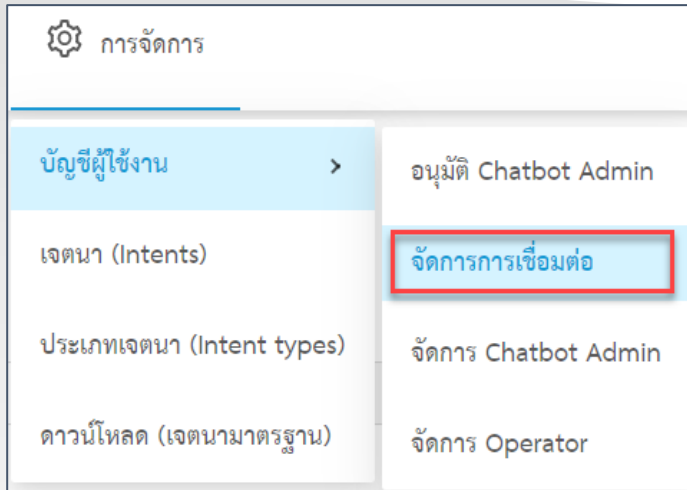 การจัดการ
บัญชีผู้ใช้งาน
เจตนา (Intents)
ประเภทเจตนา (Intent types)
ดาวน์โหลด (เจตนามาตรฐาน)
อนุมัติ Chatbot Admin
จัดการการเชื่อมต่อ
จัดการ Chatbot Admin
จัดการ Operator